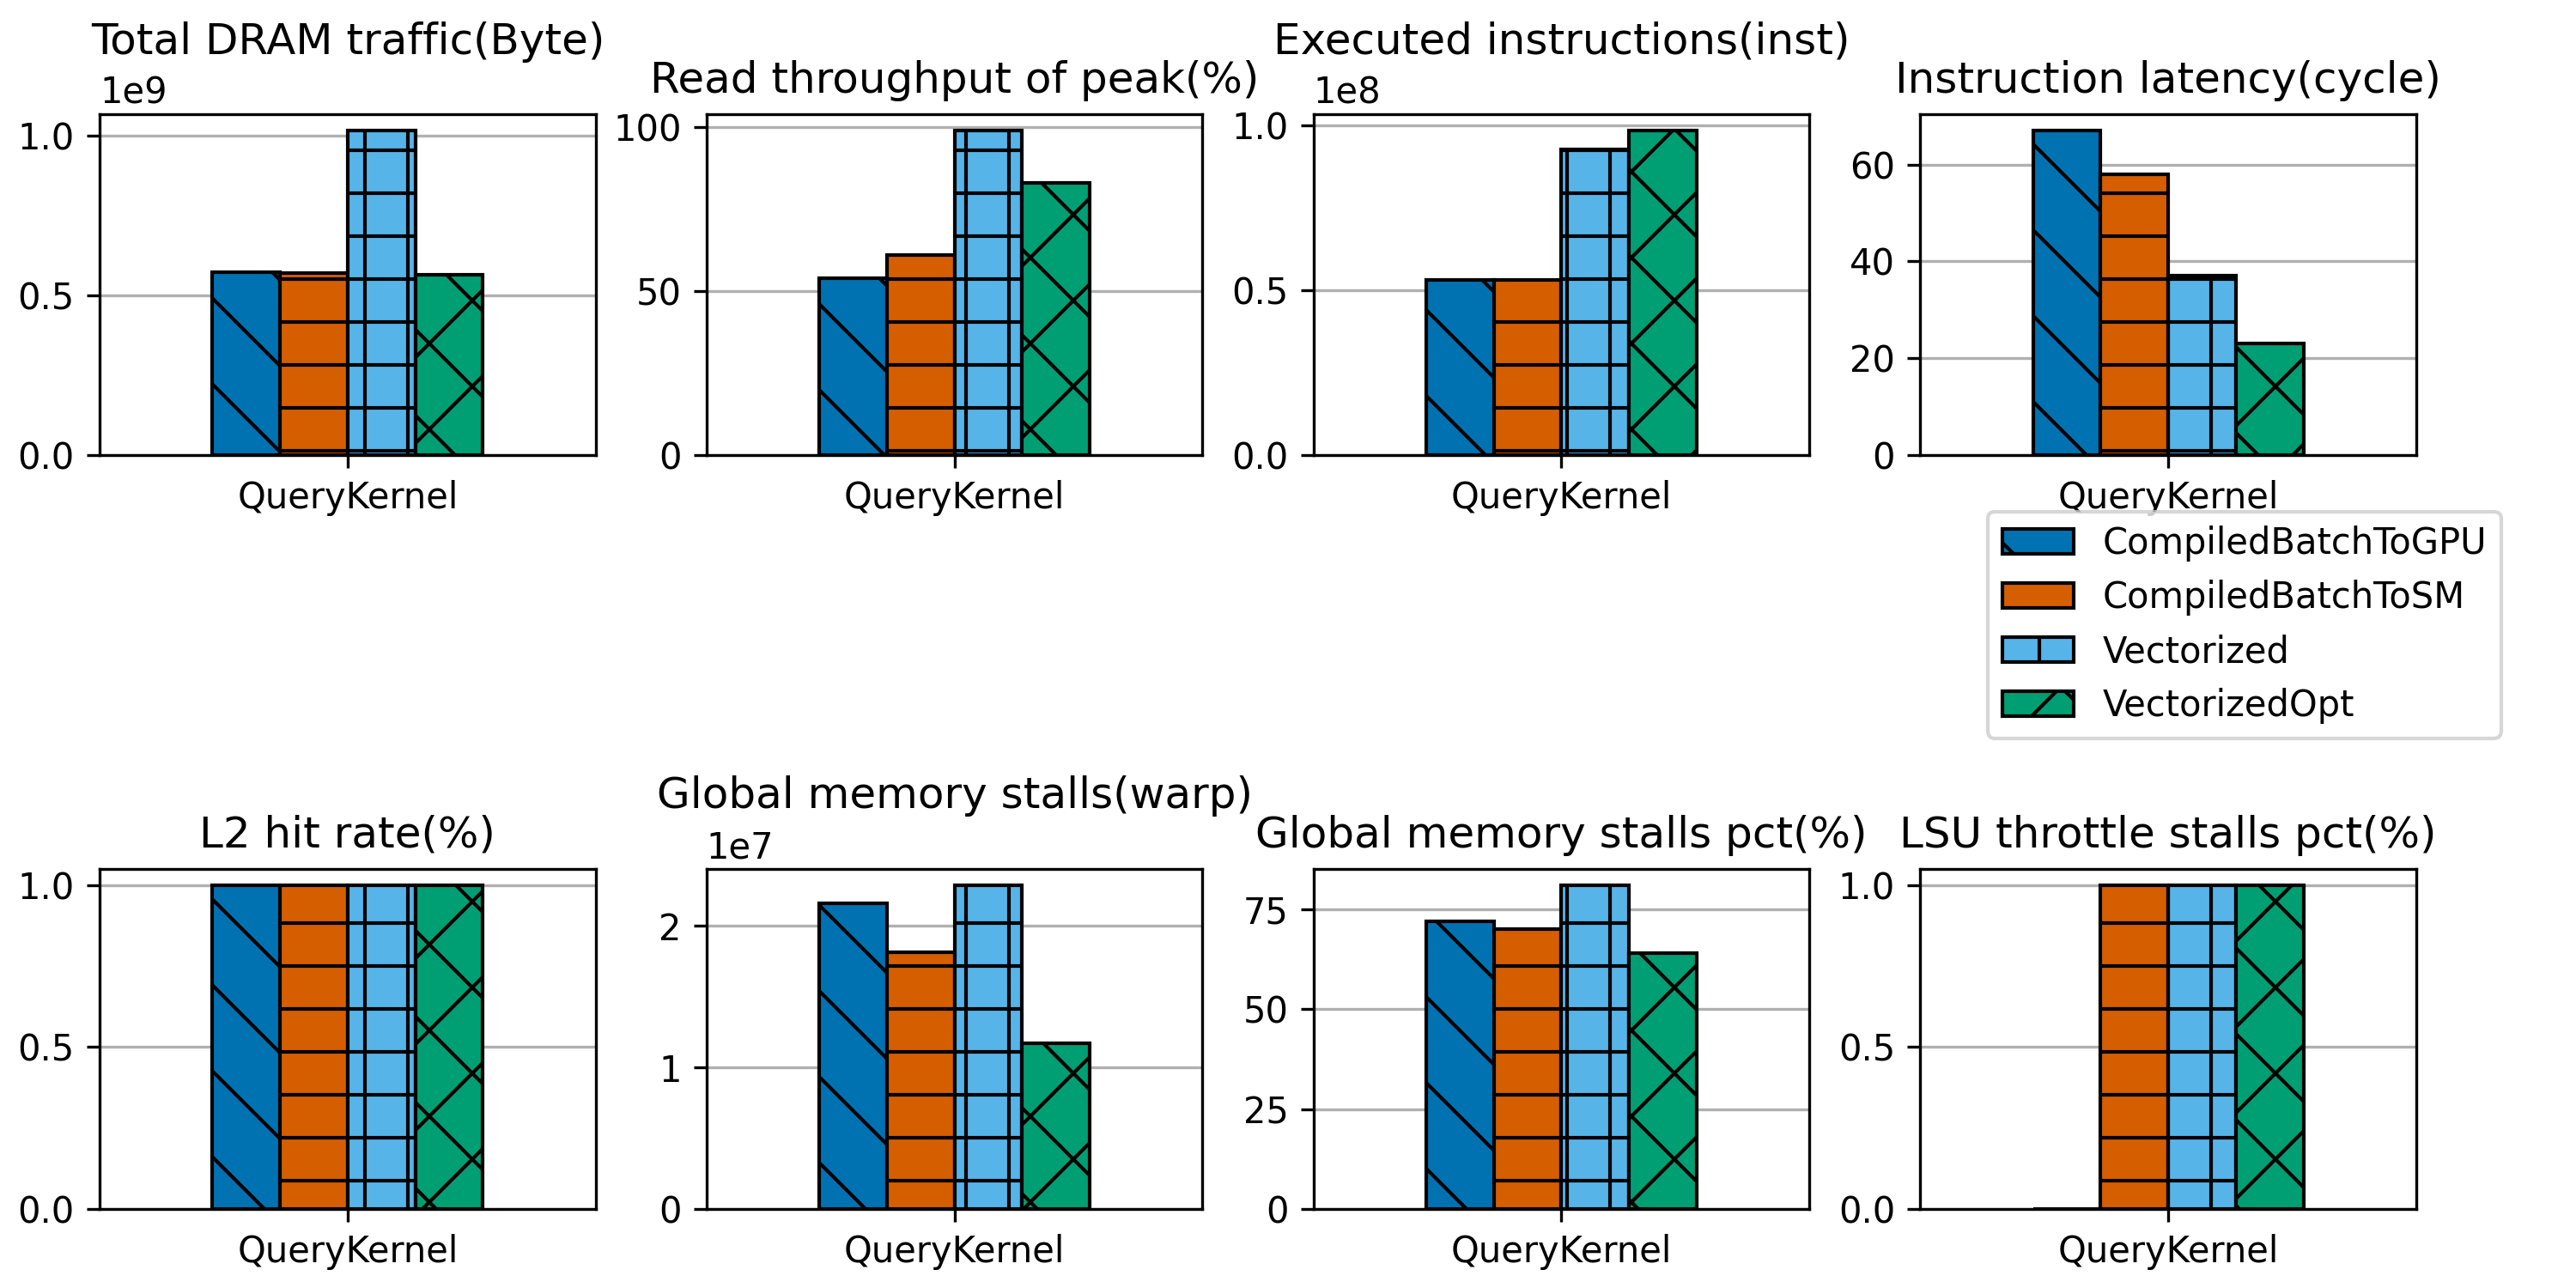 Total DRAM traffic(Byte)
1e9
1.0
0.5
0.0
QueryKernel
Read throughput of peak(%)
100
50
0
QueryKernel
Executed instructions(inst)
1e8
1.0
0.5
0.0
QueryKernel
Instruction latency(cycle)
60
40
20
0
QueryKernel
CompiledBatchToGPU
CompiledBatchToSM
Vectorized
VectorizedOpt
L2 hit rate(%)
1.0
0.5
0.0
QueryKernel
Global memory stalls(warp)
1e7
2
1
0
QueryKernel
Global memory stalls pct(%)
75
50
25
0
QueryKernel
LSU throttle stalls pct(%)
1.0
0.5
0.0
QueryKernel